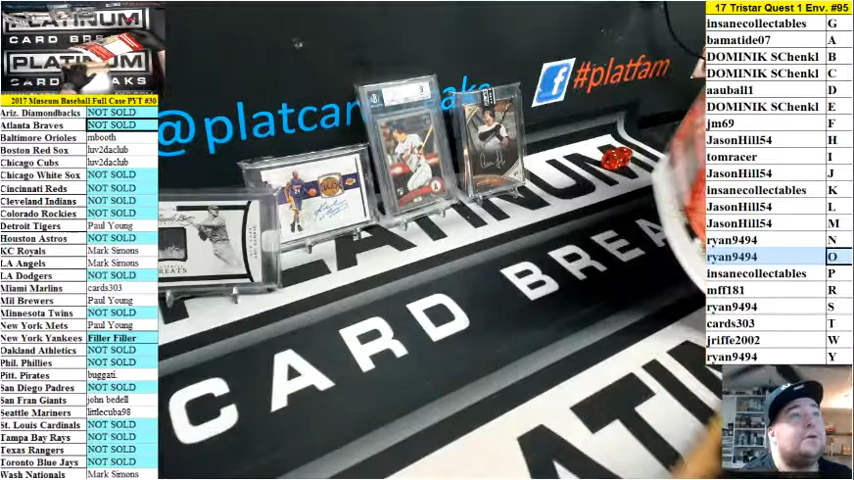 PLATINUM
CARD BREAKS
PLATINUM
CARD BREAKS
2017 Museum Baseball Full Case PYT #30
Ariz. Diamondbacks NOT SOLD
Atlanta Braves NOT SOLD
Baltimore Orioles mbooth
Boston Red Sox luv2daclub
Chicago Cubs luv2daclub
Chicago White Sox NOT SOLD
Cincinnati Reds NOT SOLD
Cleveland Indians NOT SOLD
Colorado Rockies NOT SOLD
Detroit Tigers Paul Young
Houston Astros NOT SOLD
KC Royals Mark Simons
LA Angels Mark Simons
LA Dodgers NOT SOLD
Miami Marlins cards303
Mil Brewers Paul Young
Minnesota Twins NOT SOLD
New York Mets Paul Young
New York Yankees Filler Filler
Oakland Athletics NOT SOLD
Phil. Phillies NOT SOLD
Pitt. Pirates buggati.
San Diego Padres NOT SOLD
San Fran Giants john bedell
Seattle Mariners littlecuba98
St. Louis Cardinals NOT SOLD
Tampa Bay Rays NOT SOLD
Texas Rangers NOT SOLD
Toronto Blue Jays NOT SOLD
Wash Nationals Mark Simons
#platfam
PLATINUM
CARD BREA
17 Tristar Quest 1 Env. #95
insanecollectables G
bamatide07 A
DOMINIK SChenkl B
DOMINIK SChenkl C
aauball1 D
DOMINIK SChenkl E
jm69 F
JasonHill54 H
tomracer I
JasonHill54 J
insanecollectables K
JasonHill54 L
JasonHill54 M
ryan9494 N
ryan9494 O
insanecollectables P
mff181 R
ryan9494 S
cards303 T
jriffe2002 W
ryan9494 Y